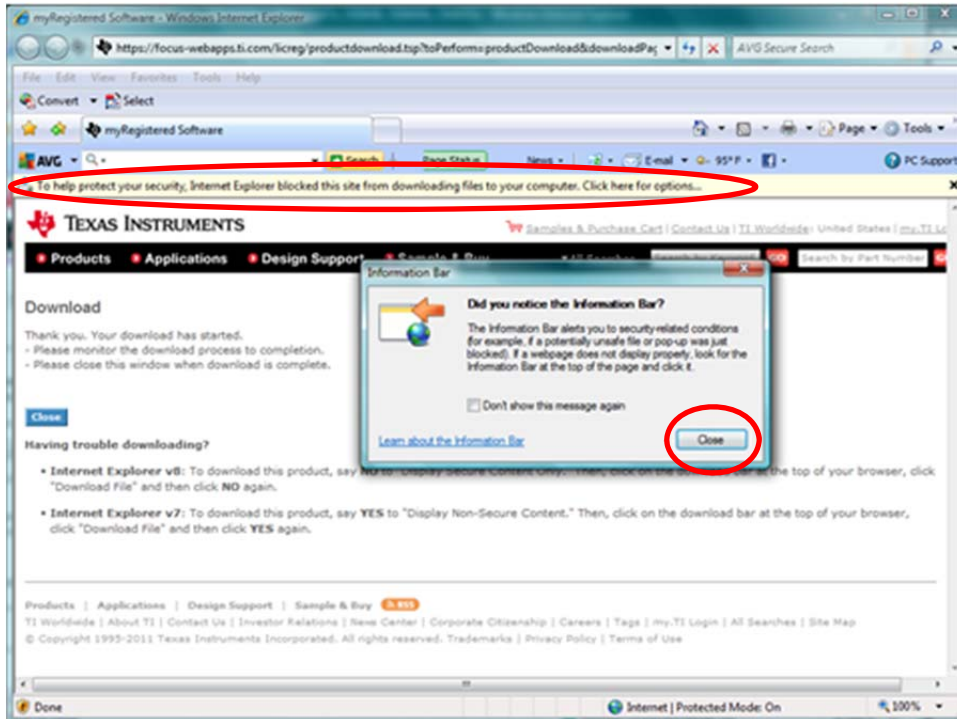 myRegistered Software - Windows Internet Explorer
https://focus-webapps.ti.com/licreg/productdownload.tsp?toPerform=productDownload&downloadPag
AVG Secure Search
File Edit View Favorites Tools Help
Convert Select
myRegistered Software
Page Tools
AVG Search Page Status News E-mail 95°F PC Support
To help protect your security, Internet Explorer blocked this site from downloading files to your computer. Click here for options...
TEXAS INSTRUMENTS
Samples & Purchase Cart | Contact Us | TI Worldwide: United States | my.TI Lo
Products Applications Design Support Sample & Buy All Searches Search by Keyword GO Search by Part Number
Information Bar
Did you notice the Information Bar?
The Information Bar alerts you to security-related conditions
(for example, if a potentially unsafe file or pop-up was just
blocked). If a webpage does not display properly, look for the
Information Bar at the top of the page and click it.
Don't show this message again
Learn about the Information Bar
Close
Download
Thank you. Your download has started.
- Please monitor the download process to completion.
- Please close this window when download is complete.
Close
Having trouble downloading?
• Internet Explorer v8: To download this product, say NO to "Display Secure Content Only." Then, click on the download bar at the top of your browser, click
"Download File" and then click NO again.
• Internet Explorer v7: To download this product, say YES to "Display Non-Secure Content." Then, click on the download bar at the top of your browser,
click "Download File" and then click YES again.
Products | Applications | Design Support | Sample & Buy RSS
TI Worldwide | About TI | Contact Us | Investor Relations | News Center | Corporate Citizenship | Careers | Tags | my.TI Login | All Searches | Site Map
© Copyright 1995-2011 Texas Instruments Incorporated. All rights reserved. Trademarks | Privacy Policy | Terms of Use
Done
Internet | Protected Mode: On
100%